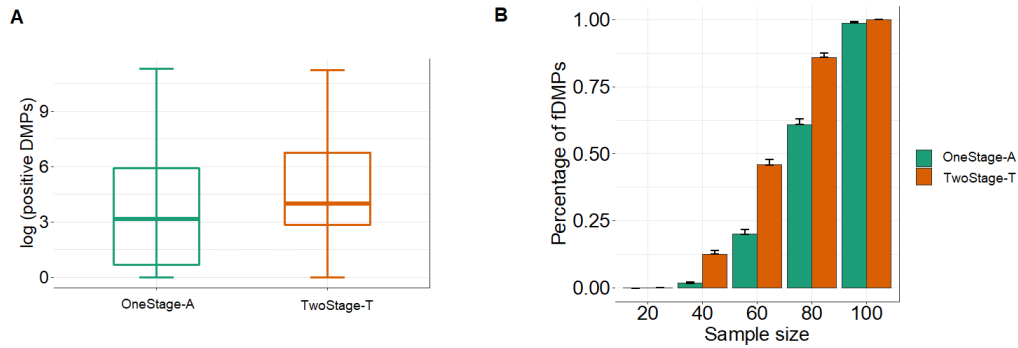 A
log (positive DMPs)
9
6
3
0
OneStage-A
TwoStage-T
B
Percentage of fDMPs
1.00
0.75
0.50
0.25
0.00
20
40
60
80
100
Sample size
OneStage-A
TwoStage-T